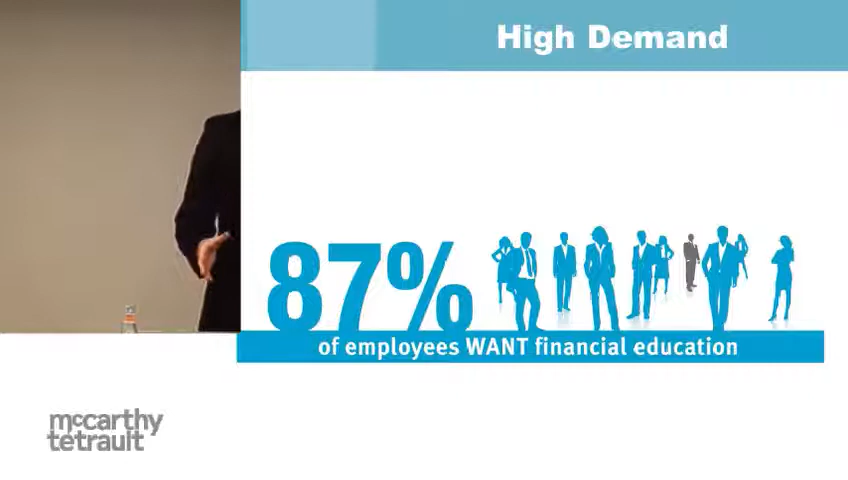 High Demand
87%
of employees WANT financial education
mccarthy
tetrault